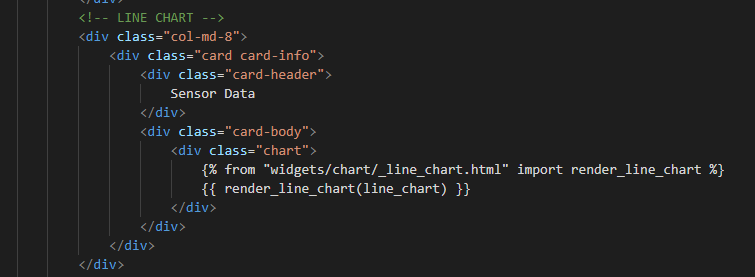 </div>
<!-- LINE CHART -->
<div class="col-md-8">
<div class="card card-info">
<div class="card-header">
Sensor Data
</div>
<div class="card-body">
<div class="chart">
{% from "widgets/chart/_line_chart.html" import render_line_chart %}
{{ render_line_chart(line_chart) }}
</div>
</div>
</div>
</div>